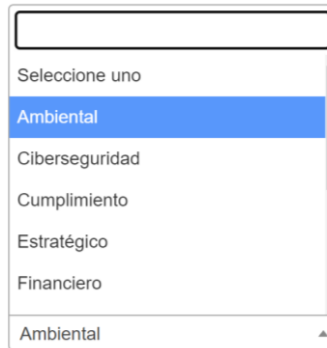 Seleccione uno
Ambiental
Ciberseguridad
Cumplimiento
Estratégico
Financiero
Ambiental